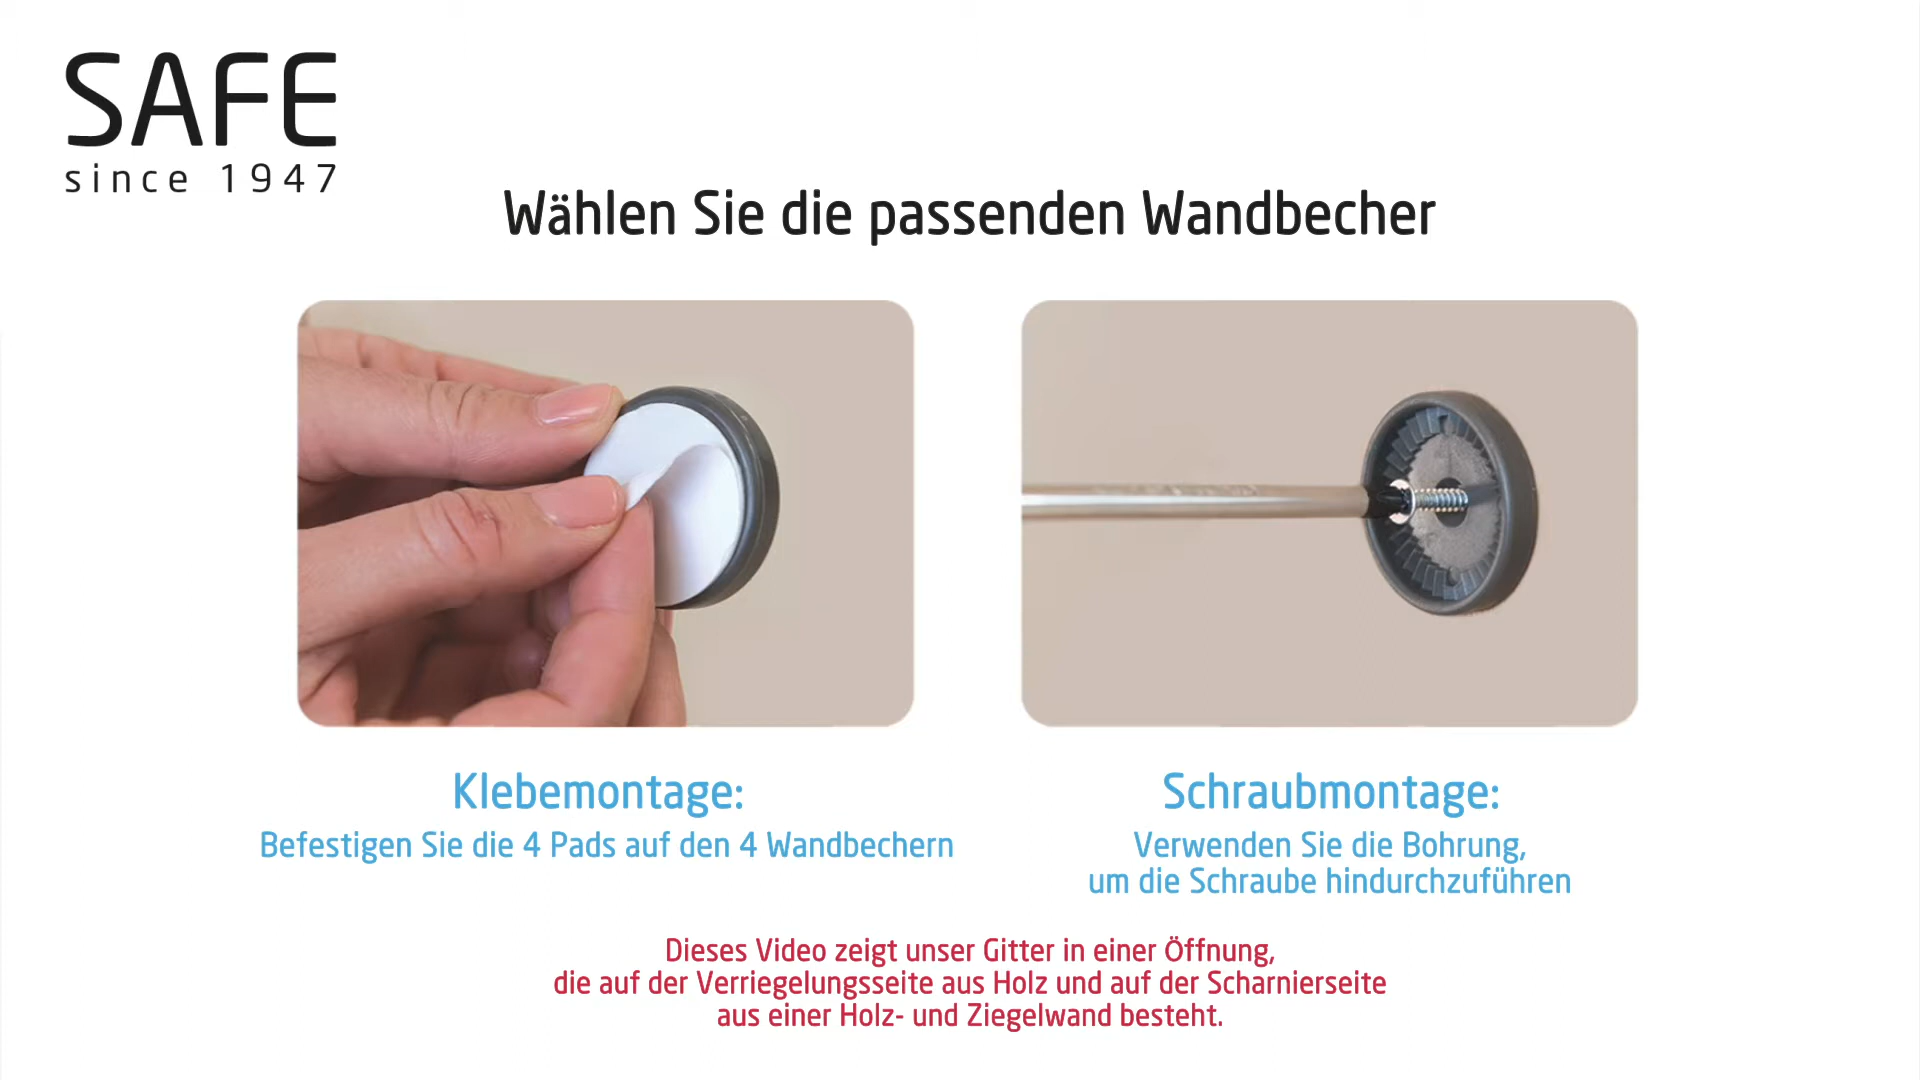 SAFE
since 1947
Wählen Sie die passenden Wandbecher
Klebemontage:
Befestigen Sie die 4 Pads auf den 4 Wandbechern
Schraubmontage:
Verwenden Sie die Bohrung,
um die Schraube hindurchzuführen
Dieses Video zeigt unser Gitter in einer Öffnung,
die auf der Verriegelungsseite aus Holz und auf der Scharnierseite
aus einer Holz- und Ziegelwand besteht.